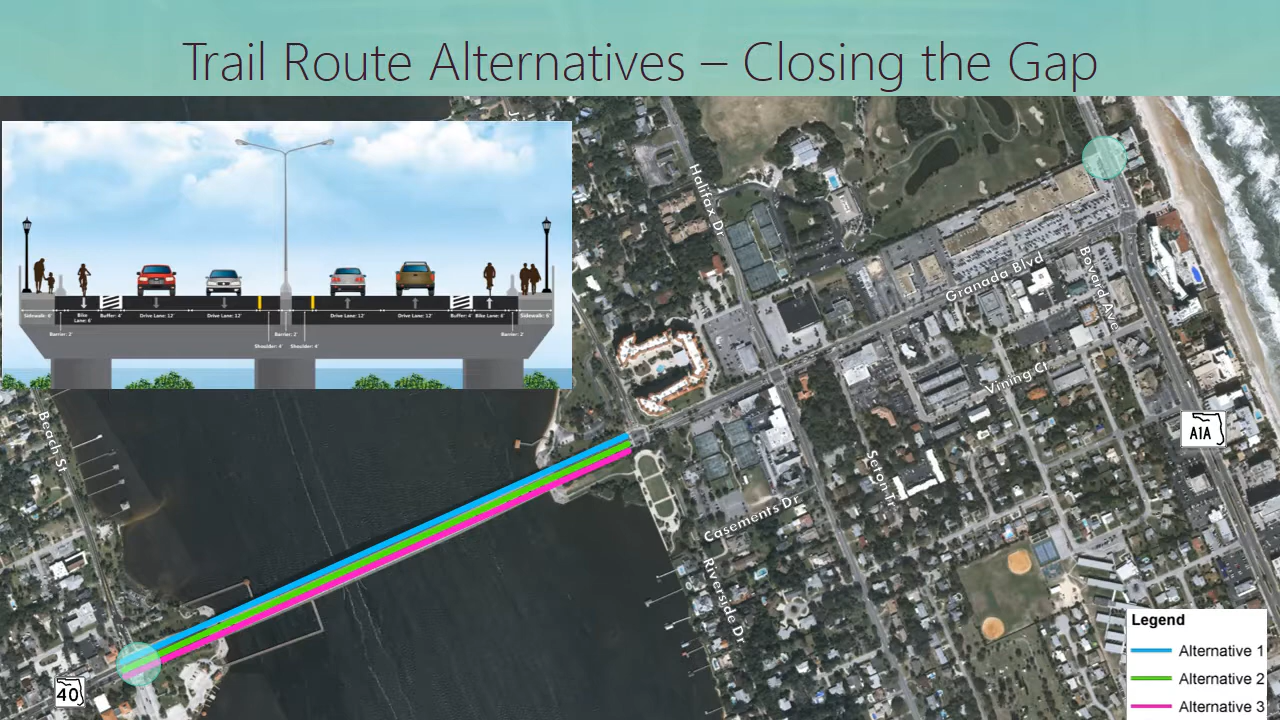 Trail Route Alternatives – Closing the Gap
Halifax Dr
Granada Blvd
Bovard Ave
Sidewalk: 6'
Bike Lane: 6'
Buffer: 4'
Drive Lane: 12'
Drive Lane: 12'
Drive Lane: 12'
Drive Lane: 12'
Buffer: 4'
Bike Lane: 6'
Sidewalk: 6'
Barrier: 2'
Barrier: 2'
Barrier: 2'
Shoulder: 4'
Shoulder: 4'
Vining Ct
Beach St
A1A
Seton Tr
Casements Dr
Riverside Dr
40
Legend
Alternative 1
Alternative 2
Alternative 3